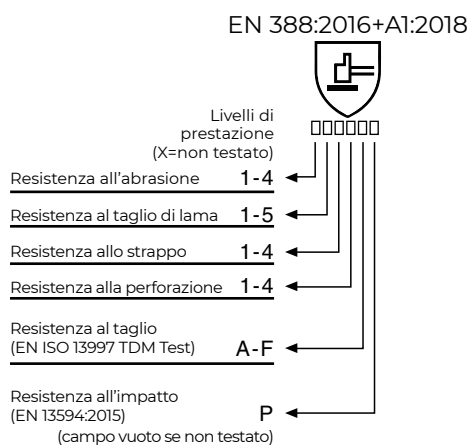 EN 388:2016+A1:2018
Livelli di
prestazione
(X=non testato)
Resistenza all'abrasione 1-4
Resistenza al taglio di lama 1-5
Resistenza allo strappo 1-4
Resistenza alla perforazione 1-4
Resistenza al taglio
(EN ISO 13997 TDM Test) A-F
Resistenza all'impatto
(EN 13594:2015) P
(campo vuoto se non testato)